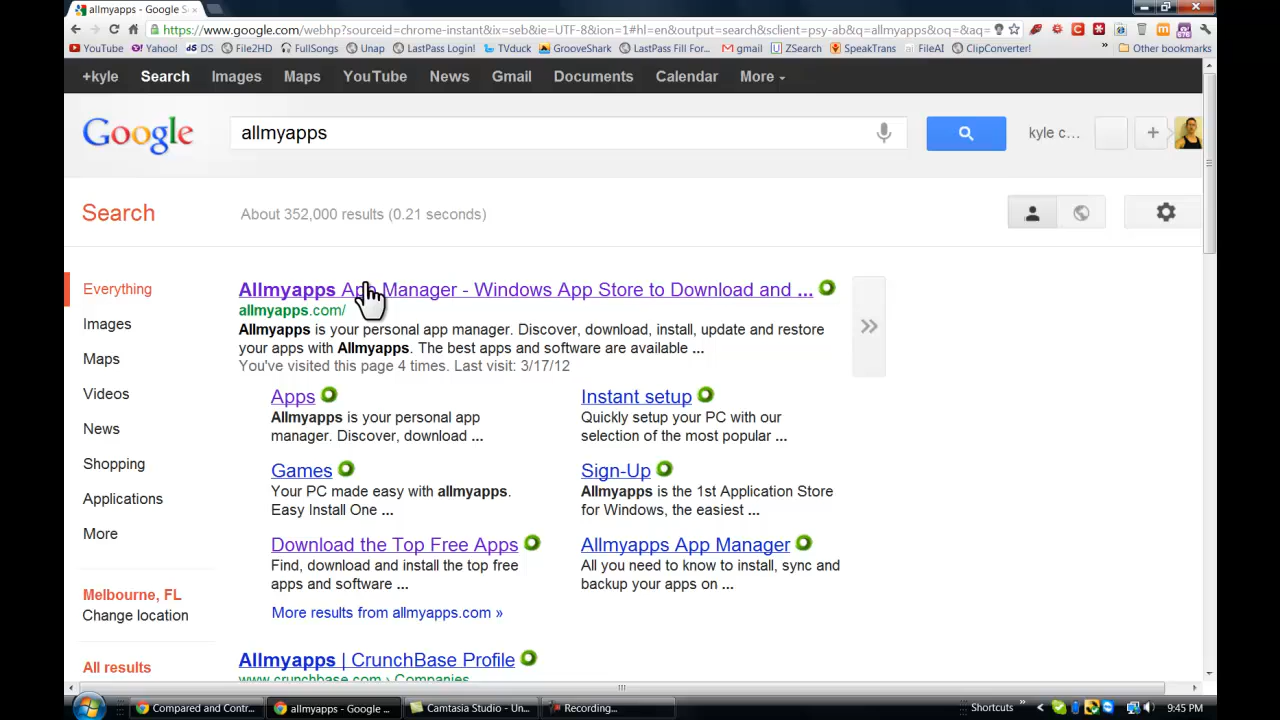 allmyapps - Google S
https://www.google.com/webhp?sourceid=chrome-instant&ix=seb&ie=UTF-8&ion=1#hl=en&output=search&sclient=psy-ab&q=allmyapps&oq=&aq=
YouTube Yahoo! DS File2HD FullSongs Unap LastPass Login! TVduck GrooveShark LastPass Fill For... gmail ZSearch SpeakTrans FileAI ClipConverter! » Other bookmarks
+kyle Search Images Maps YouTube News Gmail Documents Calendar More
Google allmyapps kyle c... +
Search About 352,000 results (0.21 seconds)
Everything
Images
Maps
Videos
News
Shopping
Applications
More
Melbourne, FL
Change location
All results
Allmyapps App Manager - Windows App Store to Download and ...
allmyapps.com/
Allmyapps is your personal app manager. Discover, download, install, update and restore
your apps with Allmyapps. The best apps and software are available ...
You've visited this page 4 times. Last visit: 3/17/12
Apps
Allmyapps is your personal app
manager. Discover, download ...
Instant setup
Quickly setup your PC with our
selection of the most popular ...
Games
Your PC made easy with allmyapps.
Easy Install One ...
Sign-Up
Allmyapps is the 1st Application Store
for Windows, the easiest ...
Download the Top Free Apps
Find, download and install the top free
apps and software ...
Allmyapps App Manager
All you need to know to install, sync and
backup your apps on ...
More results from allmyapps.com »
Allmyapps | CrunchBase Profile
www.crunchbase.com › Companies
Compared and Contr... allmyapps - Google ... Camtasia Studio - Un... Recording... Shortcuts » 9:45 PM